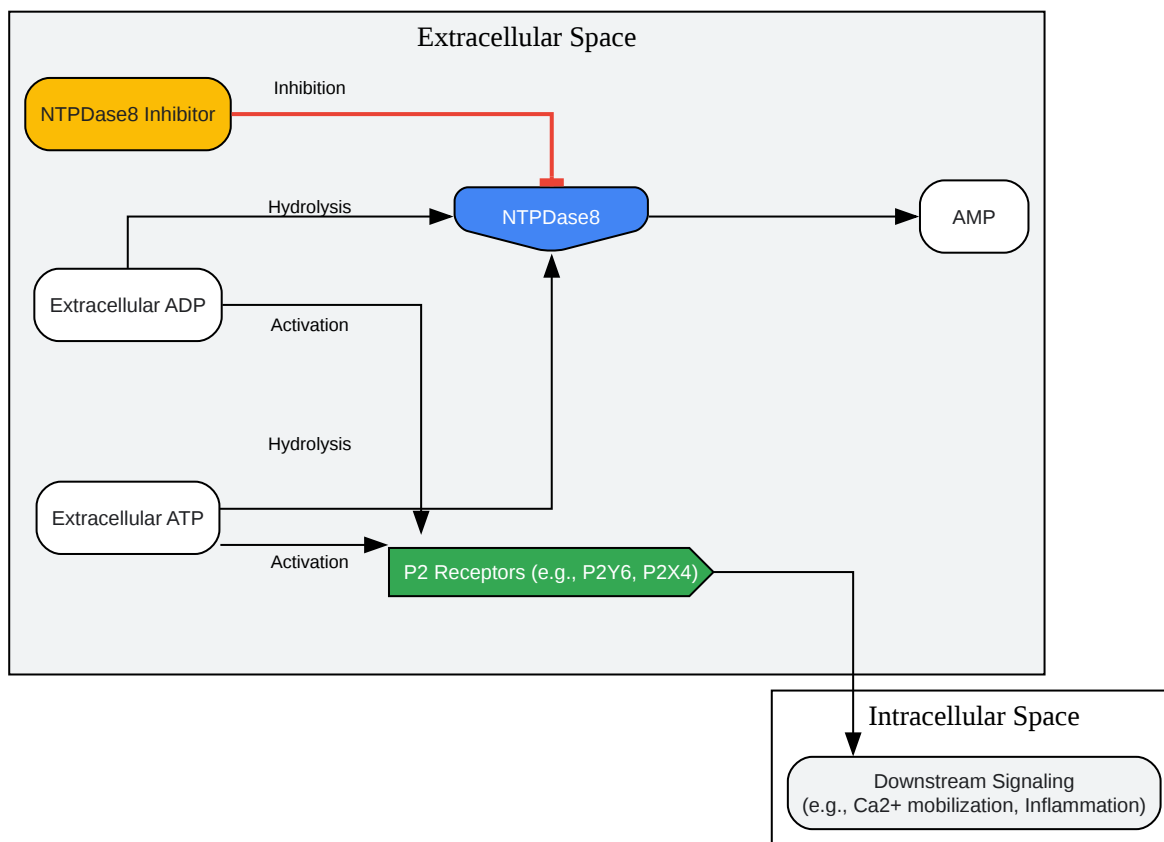 Extracellular Space
Inhibition
NTPDase8 Inhibitor
Hydrolysis
NTPDase8
AMP
Extracellular ADP
Activation
Hydrolysis
Extracellular ATP
Activation
P2 Receptors (e.g., P2Y6, P2X4)
Intracellular Space
Downstream Signaling
(e.g., Ca2+ mobilization, Inflammation)